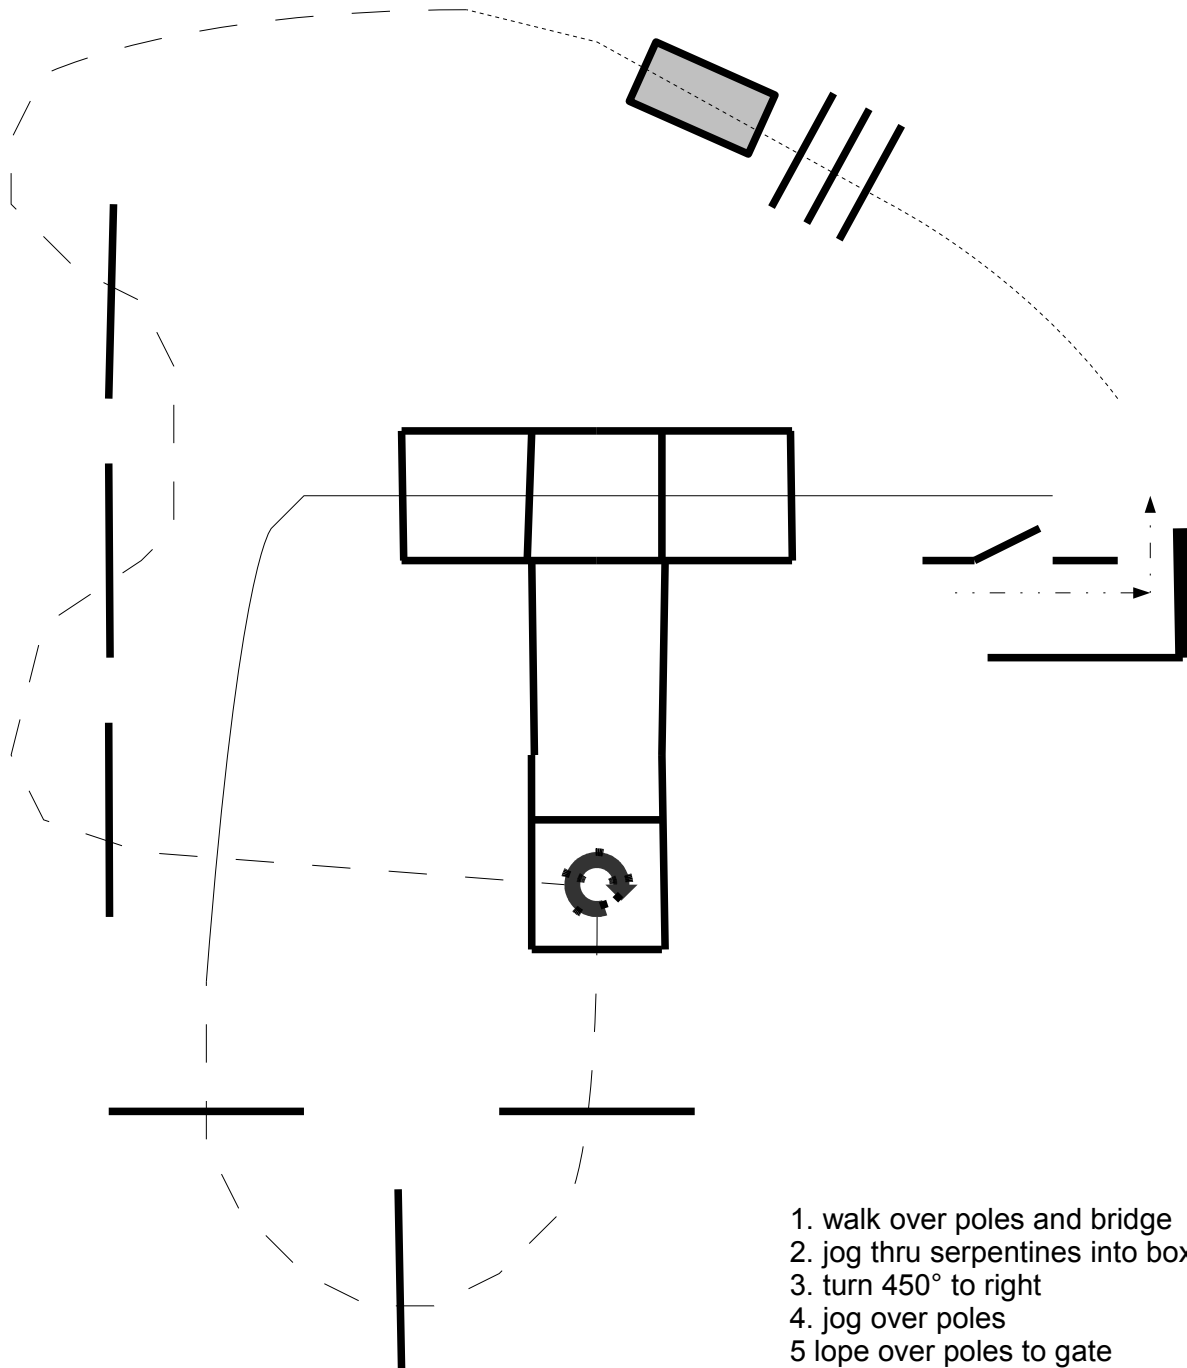 1. walk over poles and bridge
2. jog thru serpentines into box
3. turn 450° to right
4. jog over poles
5 lope over poles to gate